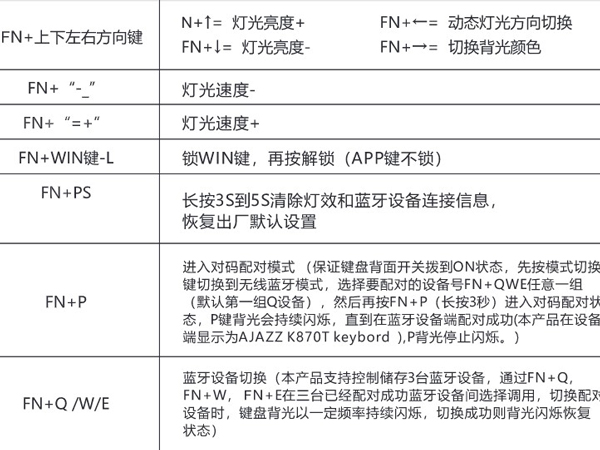 FN+上下左右方向键
N+↑= 灯光亮度+ FN+←= 动态灯光方向切换
FN+↓= 灯光亮度- FN+→= 切换背光颜色
FN+“-_” 灯光速度-
FN+“=+” 灯光速度+
FN+WIN键-L 锁WIN键，再按解锁（APP键不锁）
FN+PS
长按3S到5S清除灯效和蓝牙设备连接信息，
恢复出厂默认设置
FN+P
进入对码配对模式 （保证键盘背面开关拨到ON状态，先按模式切换
键切换到无线蓝牙模式，选择要配对的设备号FN+QWE任意一组
（默认第一组Q设备），然后再按FN+P（长按3秒）进入对码配对状
态，P键背光会持续闪烁，直到在蓝牙设备端配对成功(本产品在设备
端显示为AJAZZ K870T keybord ),P背光停止闪烁。）
FN+Q /W/E
蓝牙设备切换（本产品支持控制储存3台蓝牙设备，通过FN+Q，
FN+W， FN+E在三台已经配对成功蓝牙设备间选择调用，切换配对
设备时，键盘背光以一定频率持续闪烁，切换成功则背光闪烁恢复
状态）